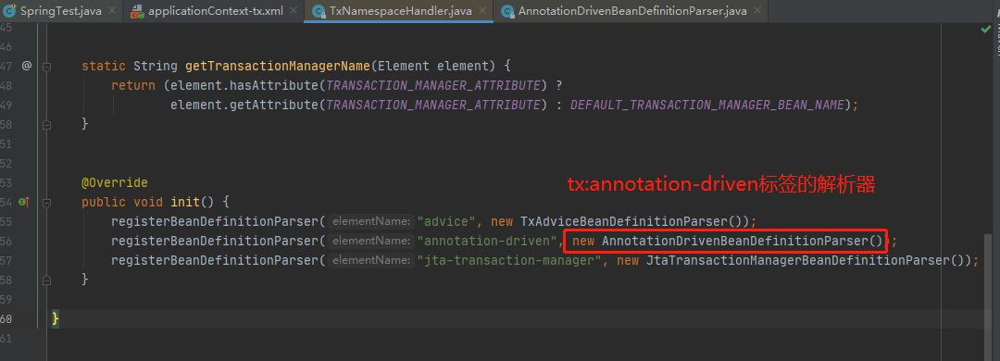 SpringTest.java × applicationContext-tx.xml × TxNamespaceHandler.java × AnnotationDrivenBeanDefinitionParser.java ×
45
46
47 @ static String getTransactionManagerName(Element element) {
48 return (element.hasAttribute(TRANSACTION_MANAGER_ATTRIBUTE) ?
49 element.getAttribute(TRANSACTION_MANAGER_ATTRIBUTE) : DEFAULT_TRANSACTION_MANAGER_BEAN_NAME);
50 }
51
52
53 @Override
tx:annotation-driven标签的解析器
54 public void init() {
55 registerBeanDefinitionParser( elementName: "advice", new TxAdviceBeanDefinitionParser());
56 registerBeanDefinitionParser( elementName: "annotation-driven", new AnnotationDrivenBeanDefinitionParser());
57 registerBeanDefinitionParser( elementName: "jta-transaction-manager", new JtaTransactionManagerBeanDefinitionParser());
58 }
59
60 }
61